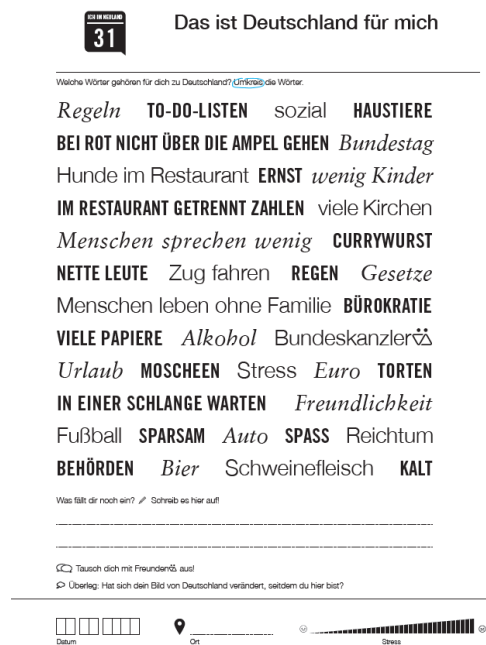 ICH IN NEULAND
31
Das ist Deutschland für mich
Welche Wörter gehören für dich zu Deutschland? Umkreis die Wörter.
Regeln TO-DO-LISTEN sozial HAUSTIERE
BEI ROT NICHT ÜBER DIE AMPEL GEHEN Bundestag
Hunde im Restaurant ERNST wenig Kinder
IM RESTAURANT GETRENNT ZAHLEN viele Kirchen
Menschen sprechen wenig CURRYWURST
NETTE LEUTE Zug fahren REGEN Gesetze
Menschen leben ohne Familie BÜROKRATIE
VIELE PAPIERE Alkohol Bundeskanzler
Urlaub MOSCHEEN Stress Euro TORTEN
IN EINER SCHLANGE WARTEN Freundlichkeit
Fußball SPARSAM Auto SPASS Reichtum
BEHÖRDEN Bier Schweinefleisch KALT
Was fällt dir noch ein? Schreib es hier auf!
Tausch dich mit Freunden aus!
Überleg: Hat sich dein Bild von Deutschland verändert, seitdem du hier bist?
Datum Ort Stress